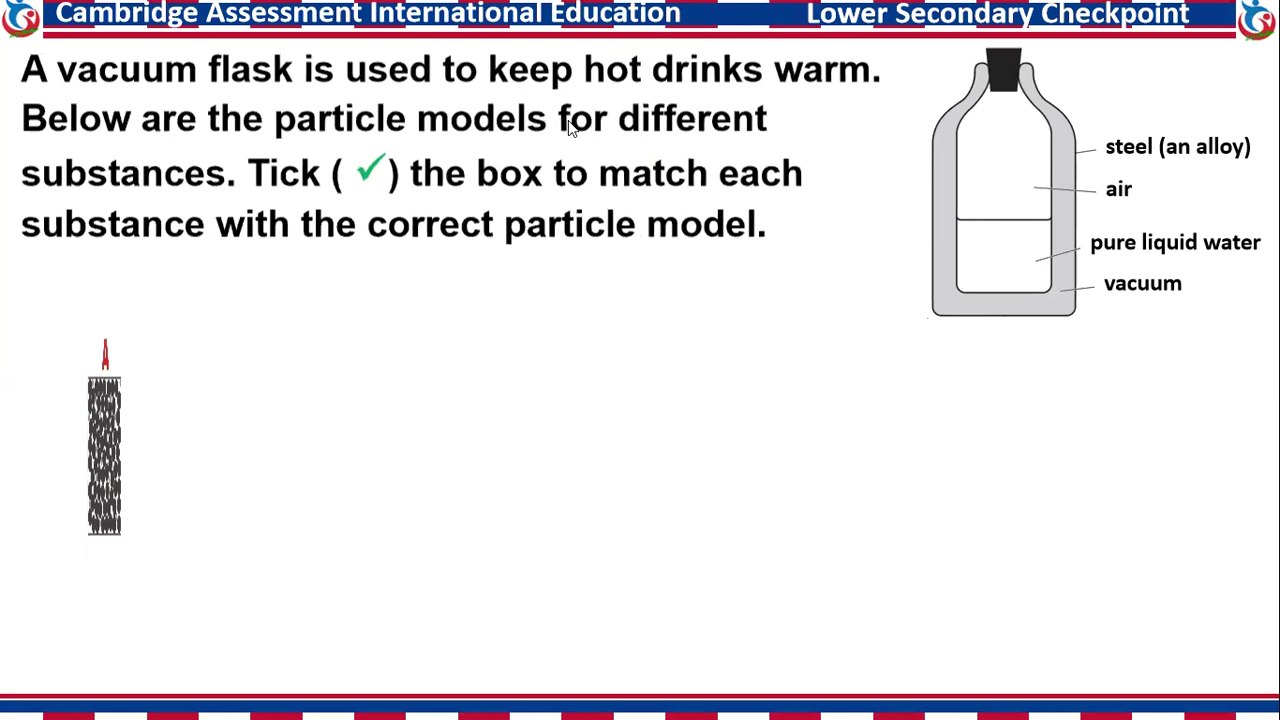 Cambridge Assessment International Education Lower Secondary Checkpoint
A vacuum flask is used to keep hot drinks warm.
Below are the particle models for different
substances. Tick ( ✓ ) the box to match each
substance with the correct particle model.
steel (an alloy)
air
pure liquid water
vacuum
A